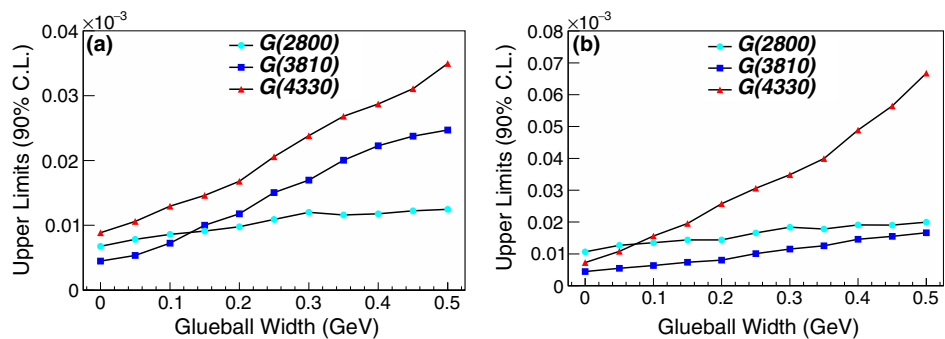 ×10⁻³
(a)
G(2800)
G(3810)
G(4330)
Upper Limits (90% C.L.)
0.04
0.03
0.02
0.01
0
0 0.1 0.2 0.3 0.4 0.5
Glueball Width (GeV)
×10⁻³
(b)
G(2800)
G(3810)
G(4330)
Upper Limits (90% C.L.)
0.08
0.07
0.06
0.05
0.04
0.03
0.02
0.01
0.00
0 0.1 0.2 0.3 0.4 0.5
Glueball Width (GeV)